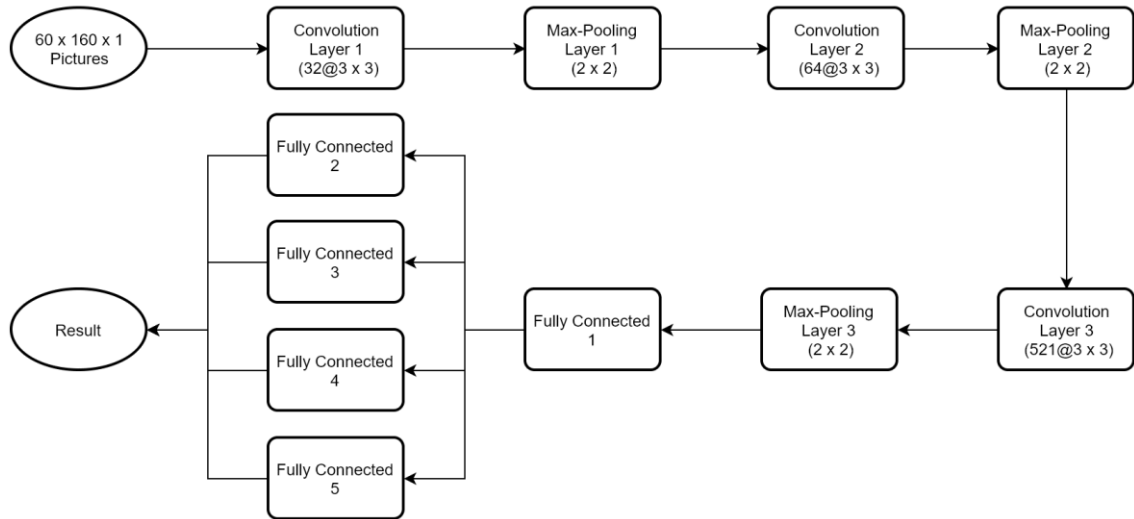 60 x 160 x 1
Pictures
Convolution
Layer 1
(32@3 x 3)
Max-Pooling
Layer 1
(2 x 2)
Convolution
Layer 2
(64@3 x 3)
Max-Pooling
Layer 2
(2 x 2)
Convolution
Layer 3
(521@3 x 3)
Max-Pooling
Layer 3
(2 x 2)
Fully Connected
1
Fully Connected
2
Fully Connected
3
Fully Connected
4
Fully Connected
5
Result